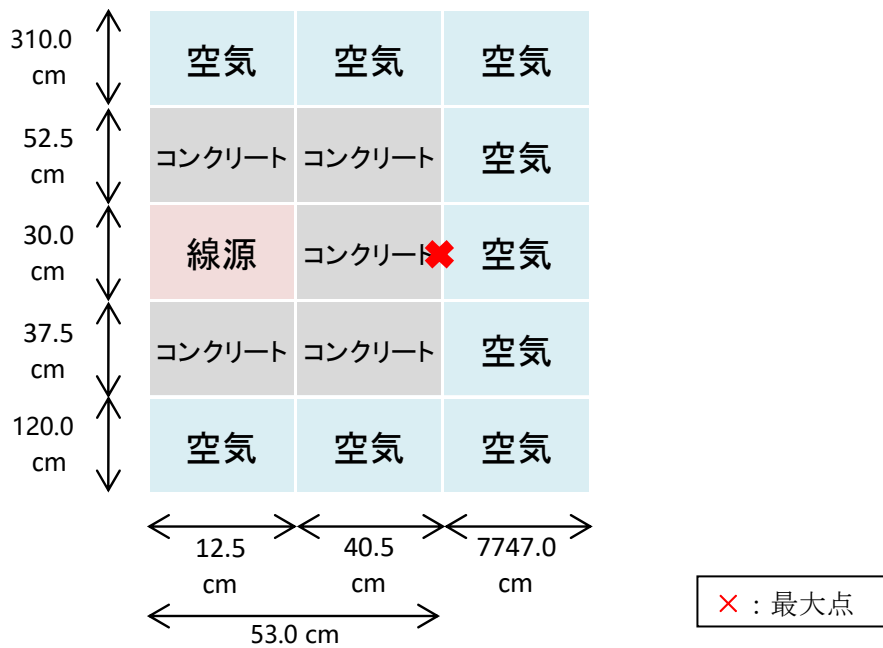 310.0
cm
空気 空気 空気
52.5
cm
コンクリート コンクリート 空気
30.0
cm
線源 コンクリート 空気
37.5
cm
コンクリート コンクリート 空気
120.0
cm
空気 空気 空気
12.5
cm
40.5
cm
7747.0
cm
53.0 cm
×：最大点